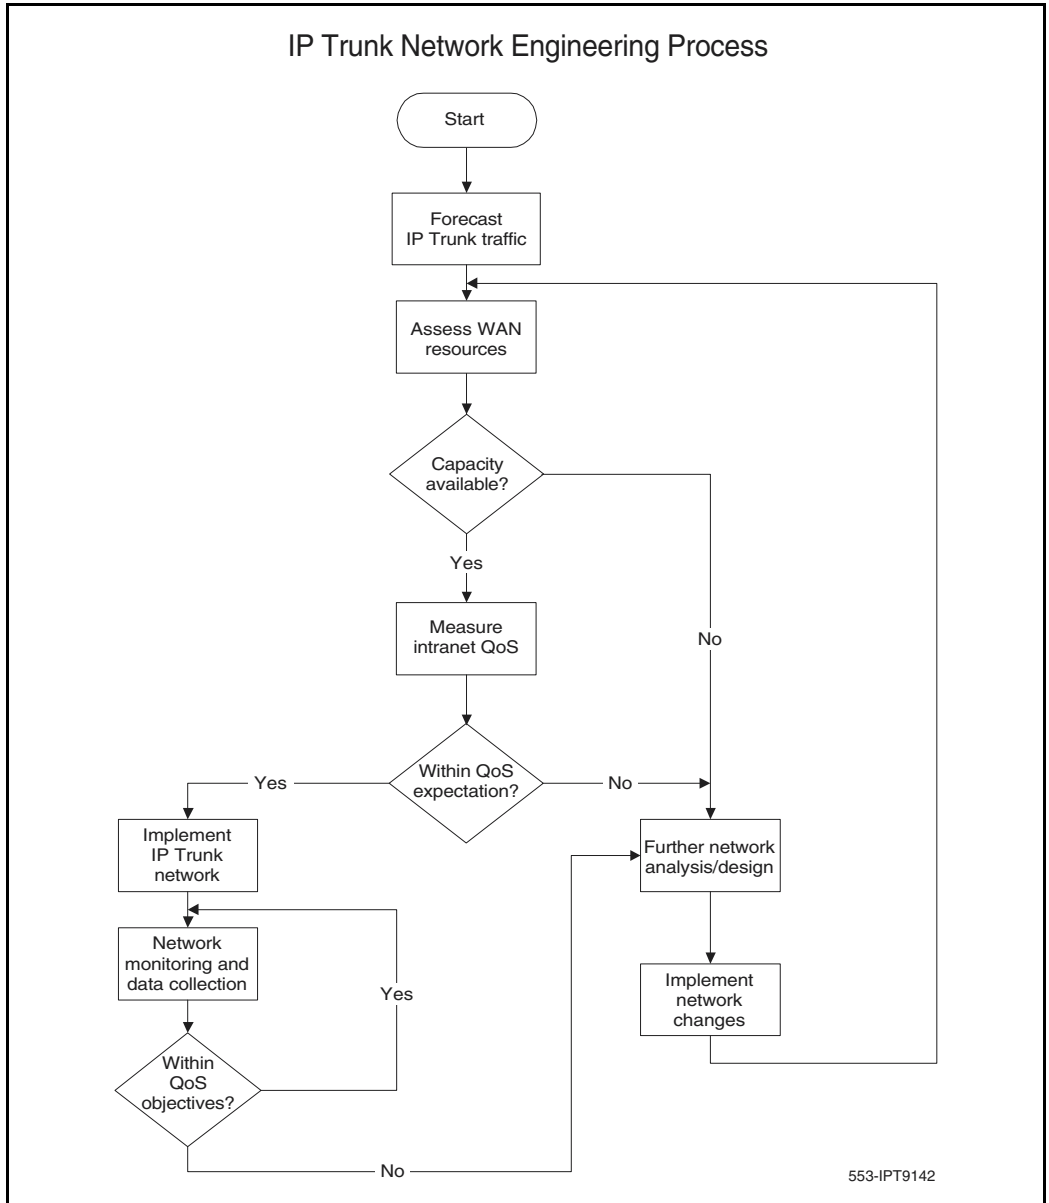 IP Trunk Network Engineering Process
Start
Forecast
IP Trunk traffic
Assess WAN
resources
Capacity
available?
Yes
Measure
intranet QoS
No
Within QoS
expectation?
Yes
No
Implement
IP Trunk
network
Further network
analysis/design
Network
monitoring and
data collection
Yes
Implement
network
changes
Within
QoS
objectives?
No
553-IPT9142